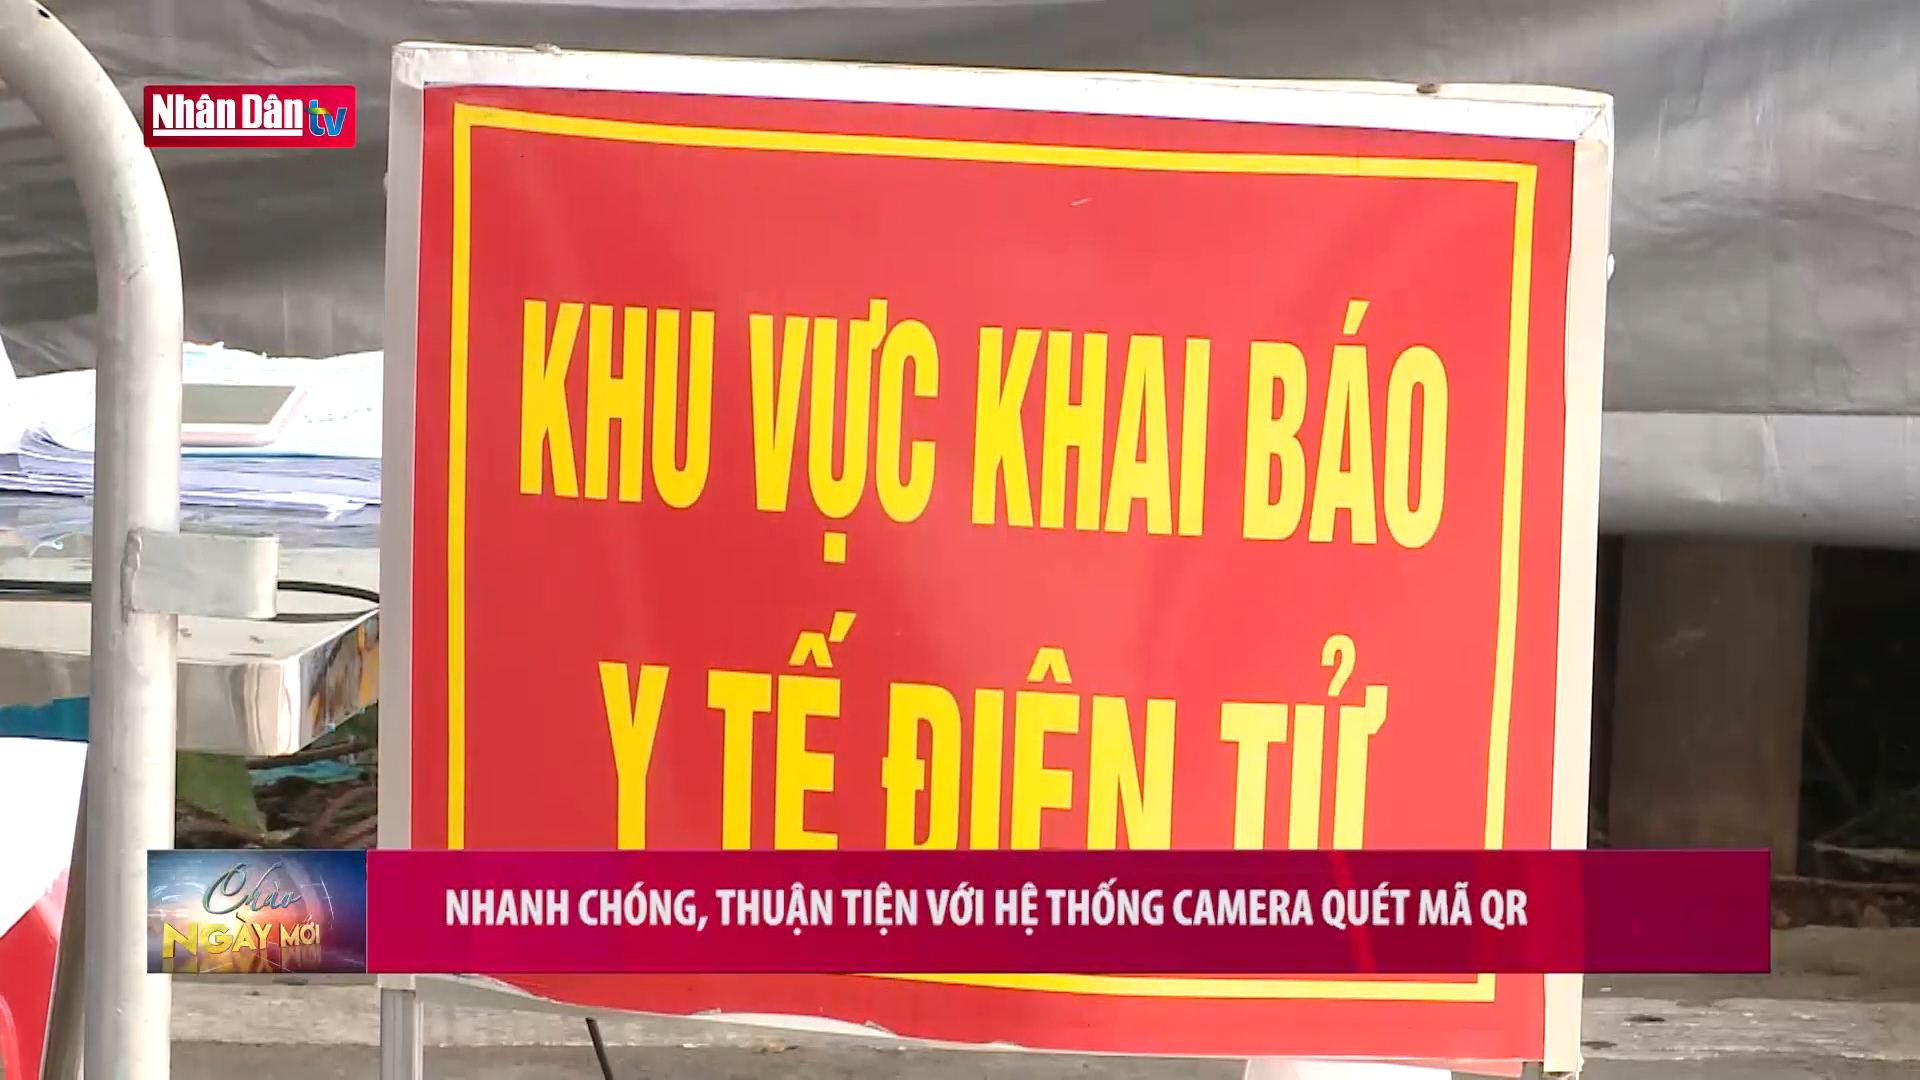 Nhân Dân tv
KHU VỰC KHAI BÁO
Y TẾ ĐIỆN TỬ
Chào
NGÀY MỚI
NHANH CHÓNG, THUẬN TIỆN VỚI HỆ THỐNG CAMERA QUÉT MÃ QR